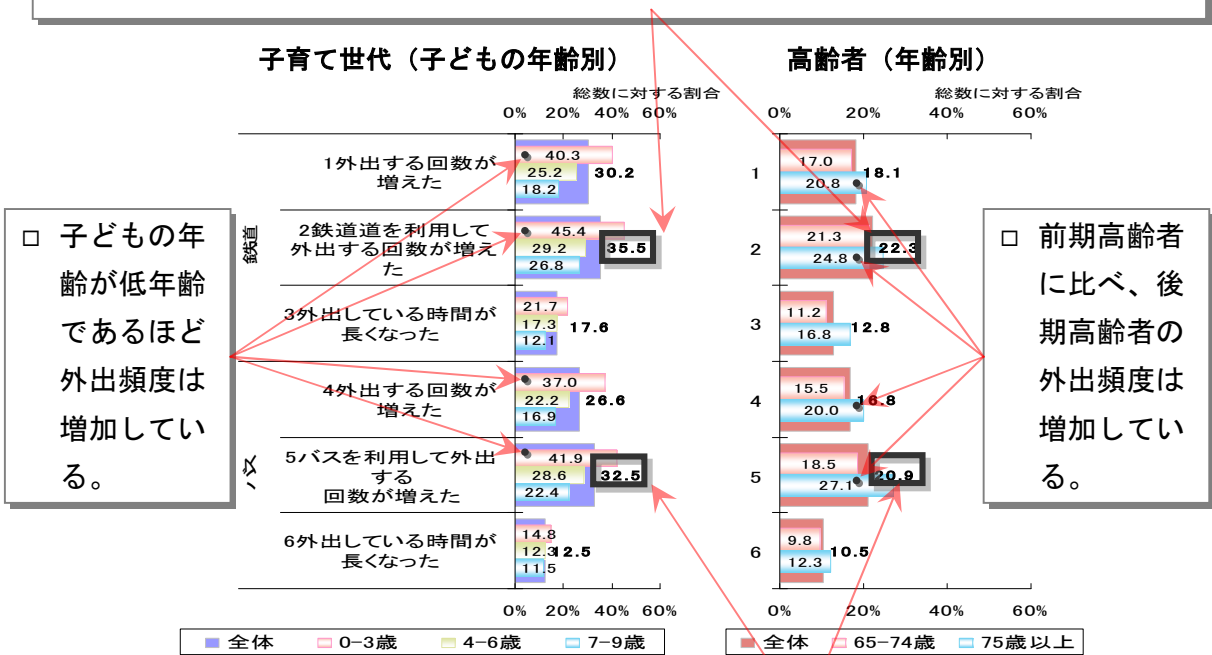 子育て世代（子どもの年齢別）
高齢者（年齢別）
総数に対する割合
総数に対する割合
0% 20% 40% 60%
0% 20% 40% 60%
鉄道
1外出する回数が
増えた
40.3
25.2
18.2
30.2
2鉄道道を利用して
外出する回数が増え
た
45.4
29.2
26.8
35.5
3外出している時間が
長くなった
21.7
17.3
12.1
17.6
バス
4外出する回数が
増えた
37.0
22.2
16.9
26.6
5バスを利用して外出
する
回数が増えた
41.9
28.6
22.4
32.5
6外出している時間が
長くなった
14.8
12.3
11.5
12.5
1
17.0
20.8
18.1
2
21.3
24.8
22.3
3
11.2
16.8
12.8
4
15.5
20.0
16.8
5
18.5
27.1
20.9
6
9.8
12.3
10.5
0% 20% 40% 60%
0% 20% 40% 60%
全体 0-3歳 4-6歳 7-9歳
全体 65-74歳 75歳以上
□ 子どもの年
齢が低年齢
であるほど
外出頻度は
増加してい
る。
□ 前期高齢者
に比べ、後
期高齢者の
外出頻度は
増加してい
る。